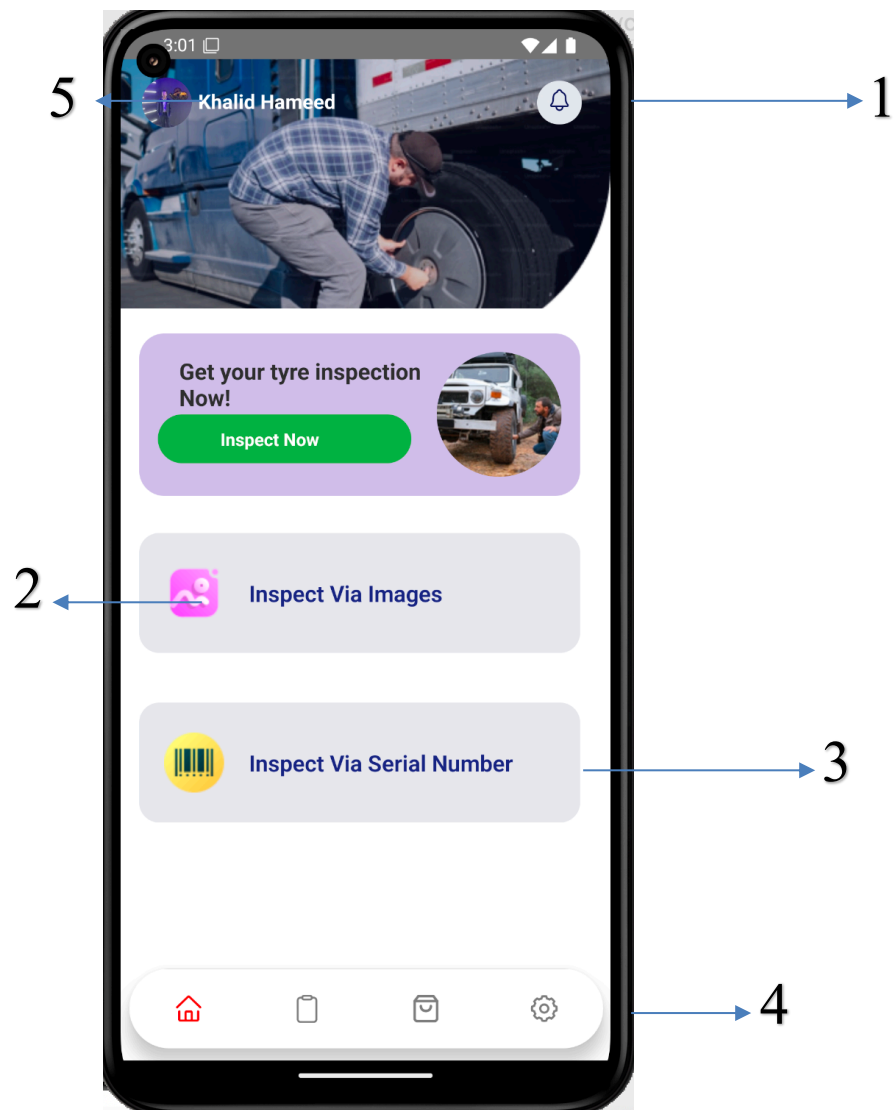 3:01
5
Khalid Hameed
1
Get your tyre inspection
Now!
Inspect Now
2
Inspect Via Images
Inspect Via Serial Number
3
4